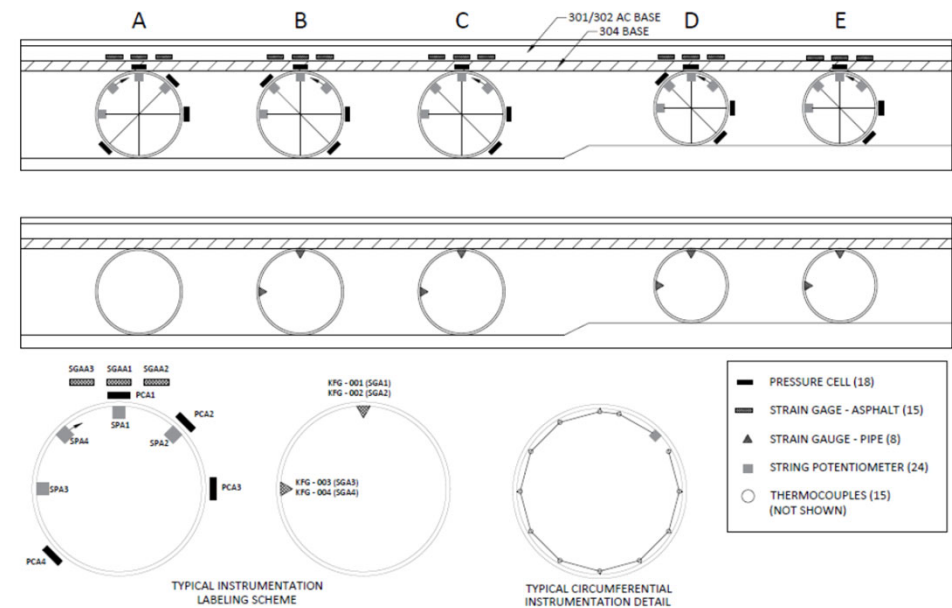 A B C D E
301/302 AC BASE
304 BASE
SGAA3 SGAA1 SGAA2
PCA1
PCA2
SPA1
SPA4
SPA2
SPA3
PCA3
PCA4
KFG - 001 (SGA1)
KFG - 002 (SGA2)
KFG - 003 (SGA3)
KFG - 004 (SGA4)
TYPICAL INSTRUMENTATION
LABELING SCHEME
TYPICAL CIRCUMFERENTIAL
INSTRUMENTATION DETAIL
PRESSURE CELL (18)
STRAIN GAGE - ASPHALT (15)
STRAIN GAUGE - PIPE (8)
STRING POTENTIOMETER (24)
THERMOCOUPLES (15)
(NOT SHOWN)